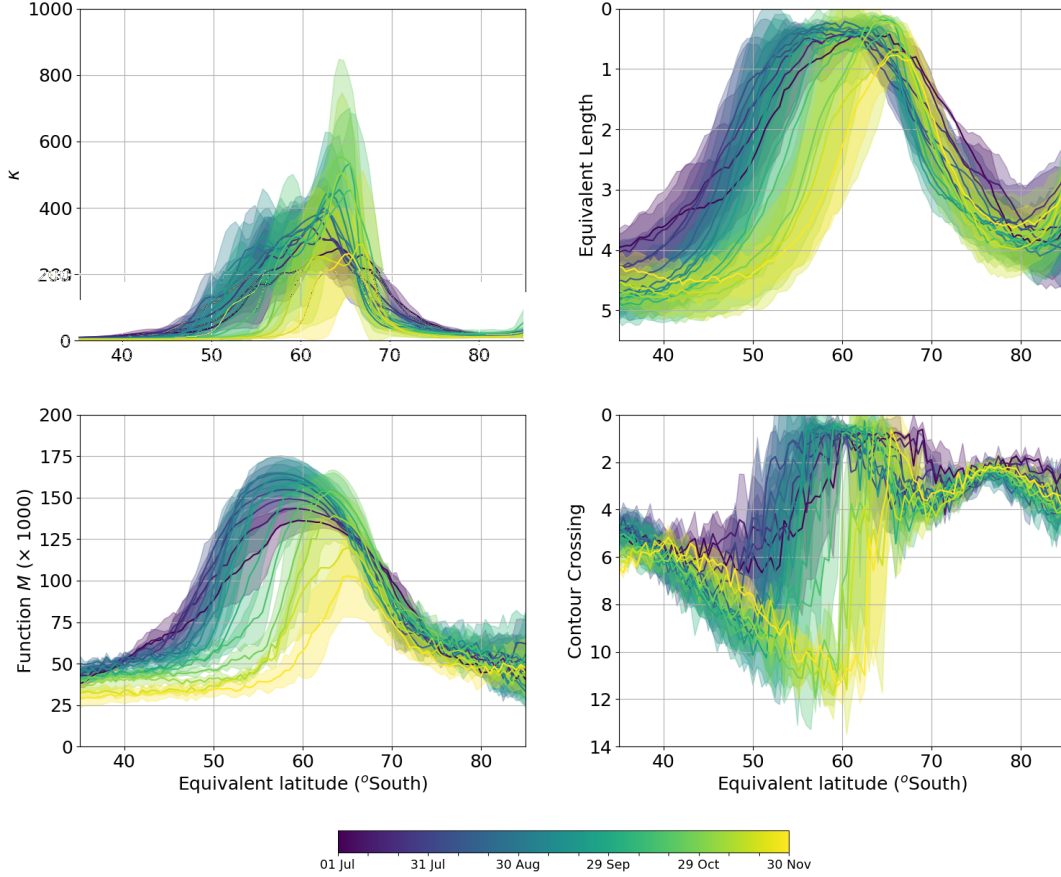 1000
800
600
400
200
0
κ
40 50 60 70 80
0
1
2
3
4
5
Equivalent Length
40 50 60 70 80
200
175
150
125
100
75
50
25
0
Function M (× 1000)
40 50 60 70 80
Equivalent latitude (°South)
0
2
4
6
8
10
12
14
Contour Crossing
40 50 60 70 80
Equivalent latitude (°South)
01 Jul 31 Jul 30 Aug 29 Sep 29 Oct 30 Nov